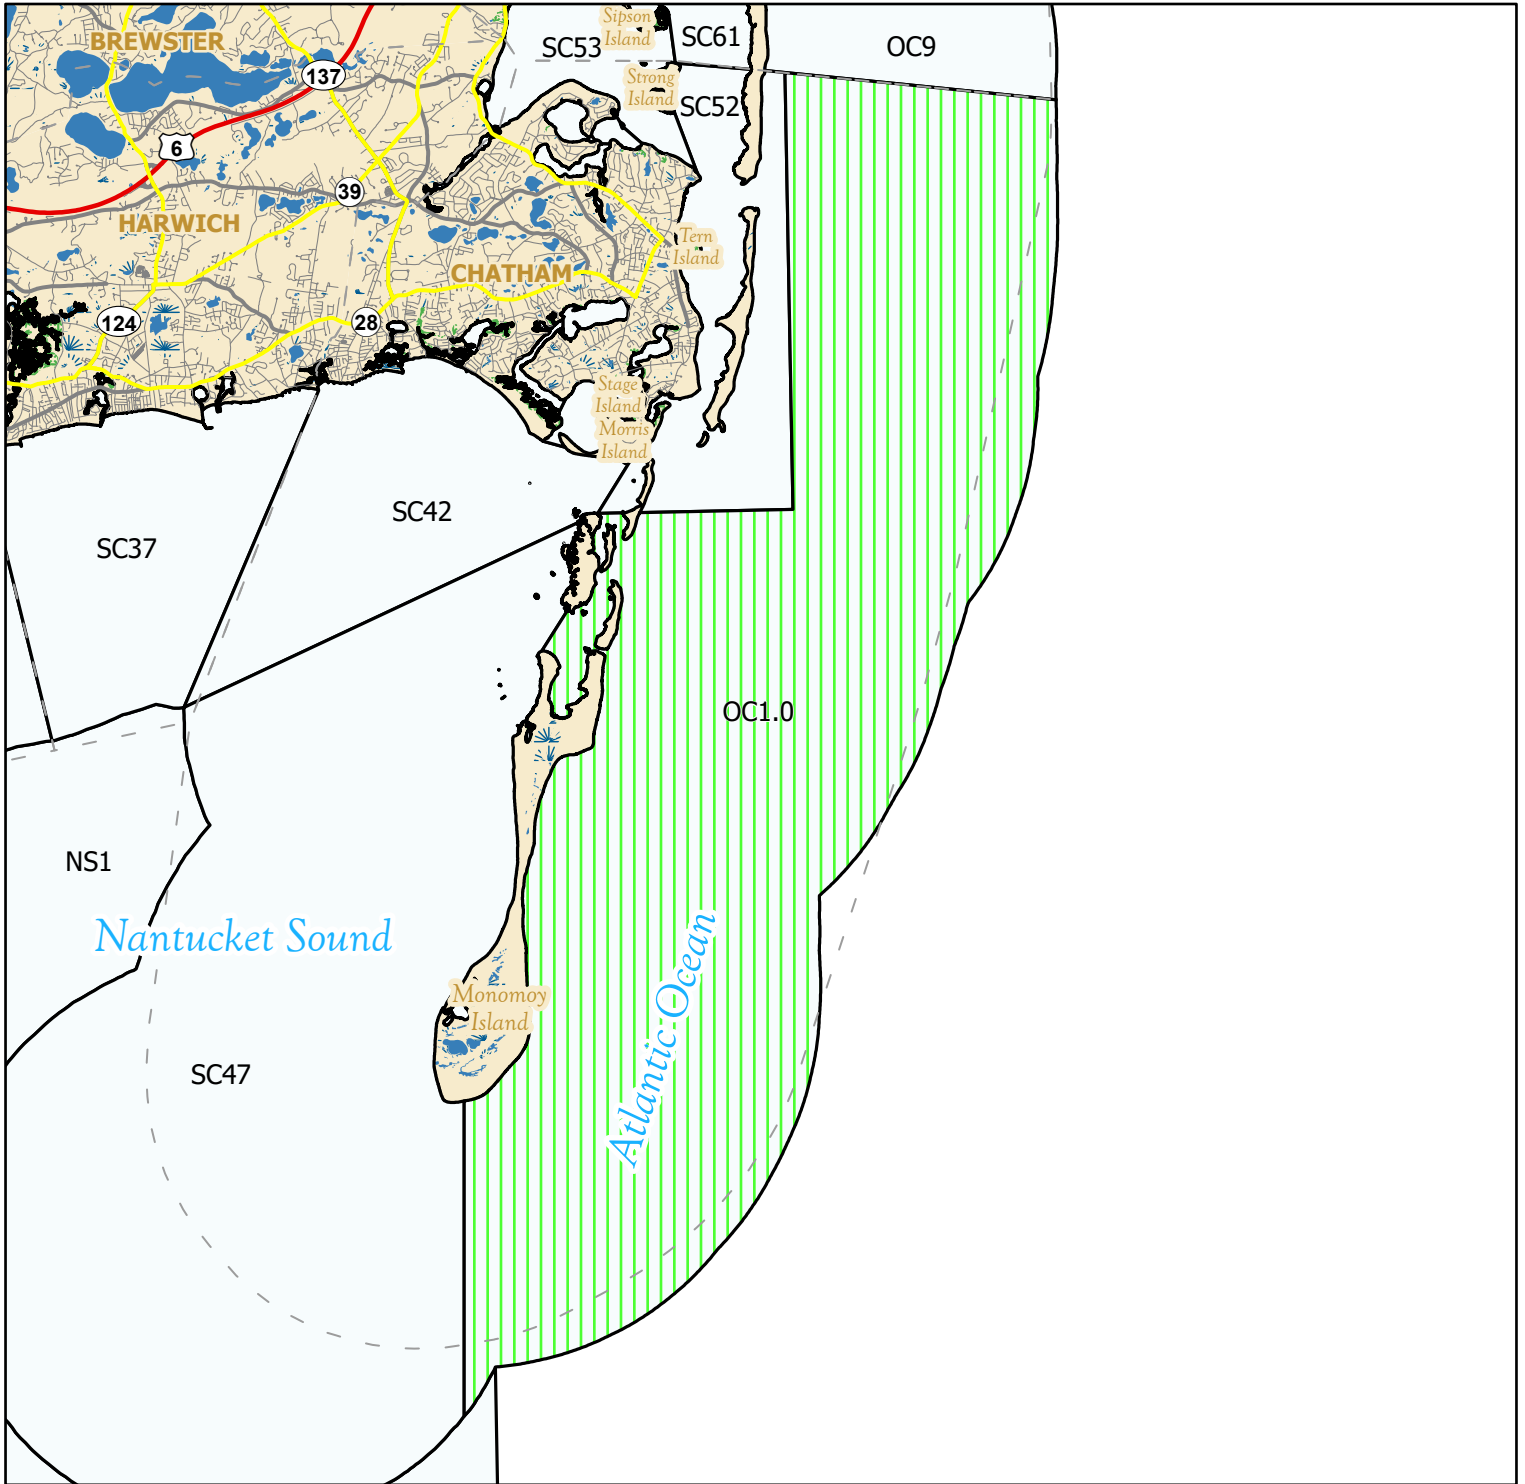 Sipson
Island
BREWSTER
SC53
SC61
OC9
137
Strong
Island
SC52
6
39
HARWICH
Tern
Island
CHATHAM
124
28
Stage
Island
Morris
Island
SC42
SC37
OC1.0
NS1
Nantucket Sound
Monomoy
Island
Atlantic Ocean
SC47